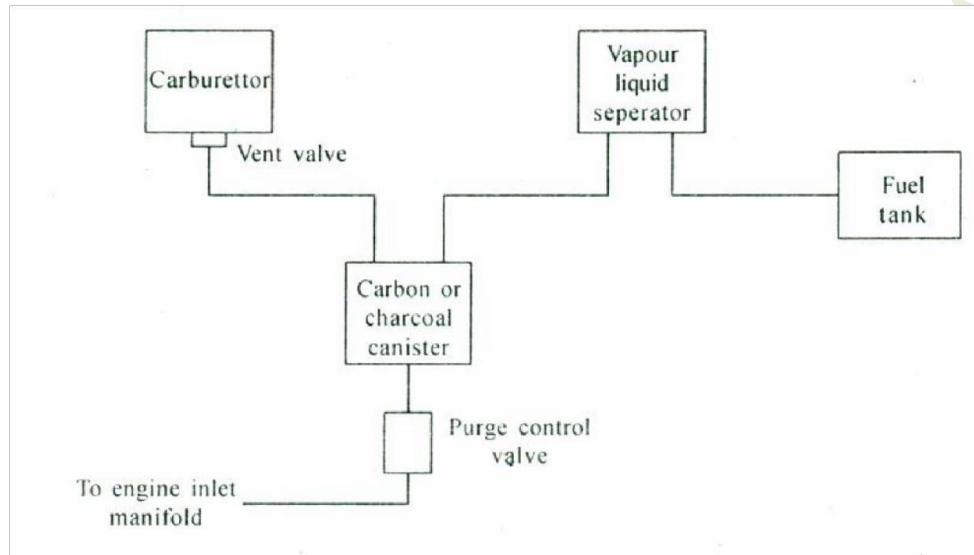 Carburettor
Vent valve
Vapour
liquid
seperator
Fuel
tank
Carbon or
charcoal
canister
Purge control
valve
To engine inlet
manifold